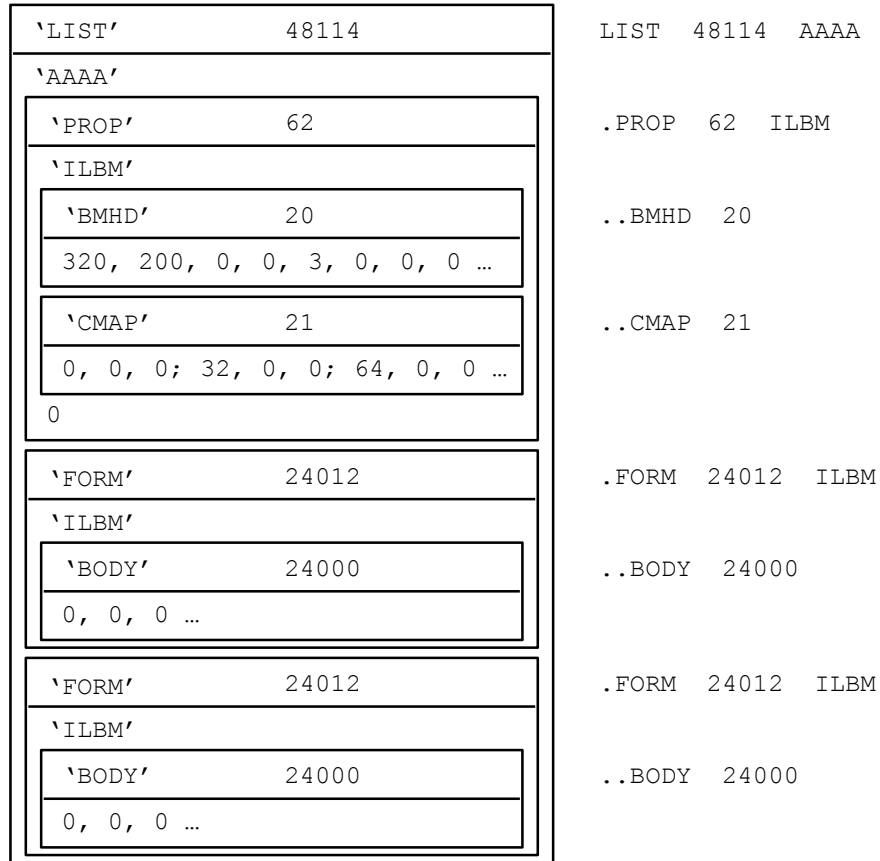 ‘LIST’ 48114 LIST 48114 AAAA
‘AAAA’
‘PROP’ 62 .PROP 62 ILBM
‘ILBM’
‘BMHD’ 20 ..BMHD 20
320, 200, 0, 0, 3, 0, 0, 0 …
‘CMAP’ 21 ..CMAP 21
0, 0, 0; 32, 0, 0; 64, 0, 0 …
0
‘FORM’ 24012 .FORM 24012 ILBM
‘ILBM’
‘BODY’ 24000 ..BODY 24000
0, 0, 0 …
‘FORM’ 24012 .FORM 24012 ILBM
‘ILBM’
‘BODY’ 24000 ..BODY 24000
0, 0, 0 …